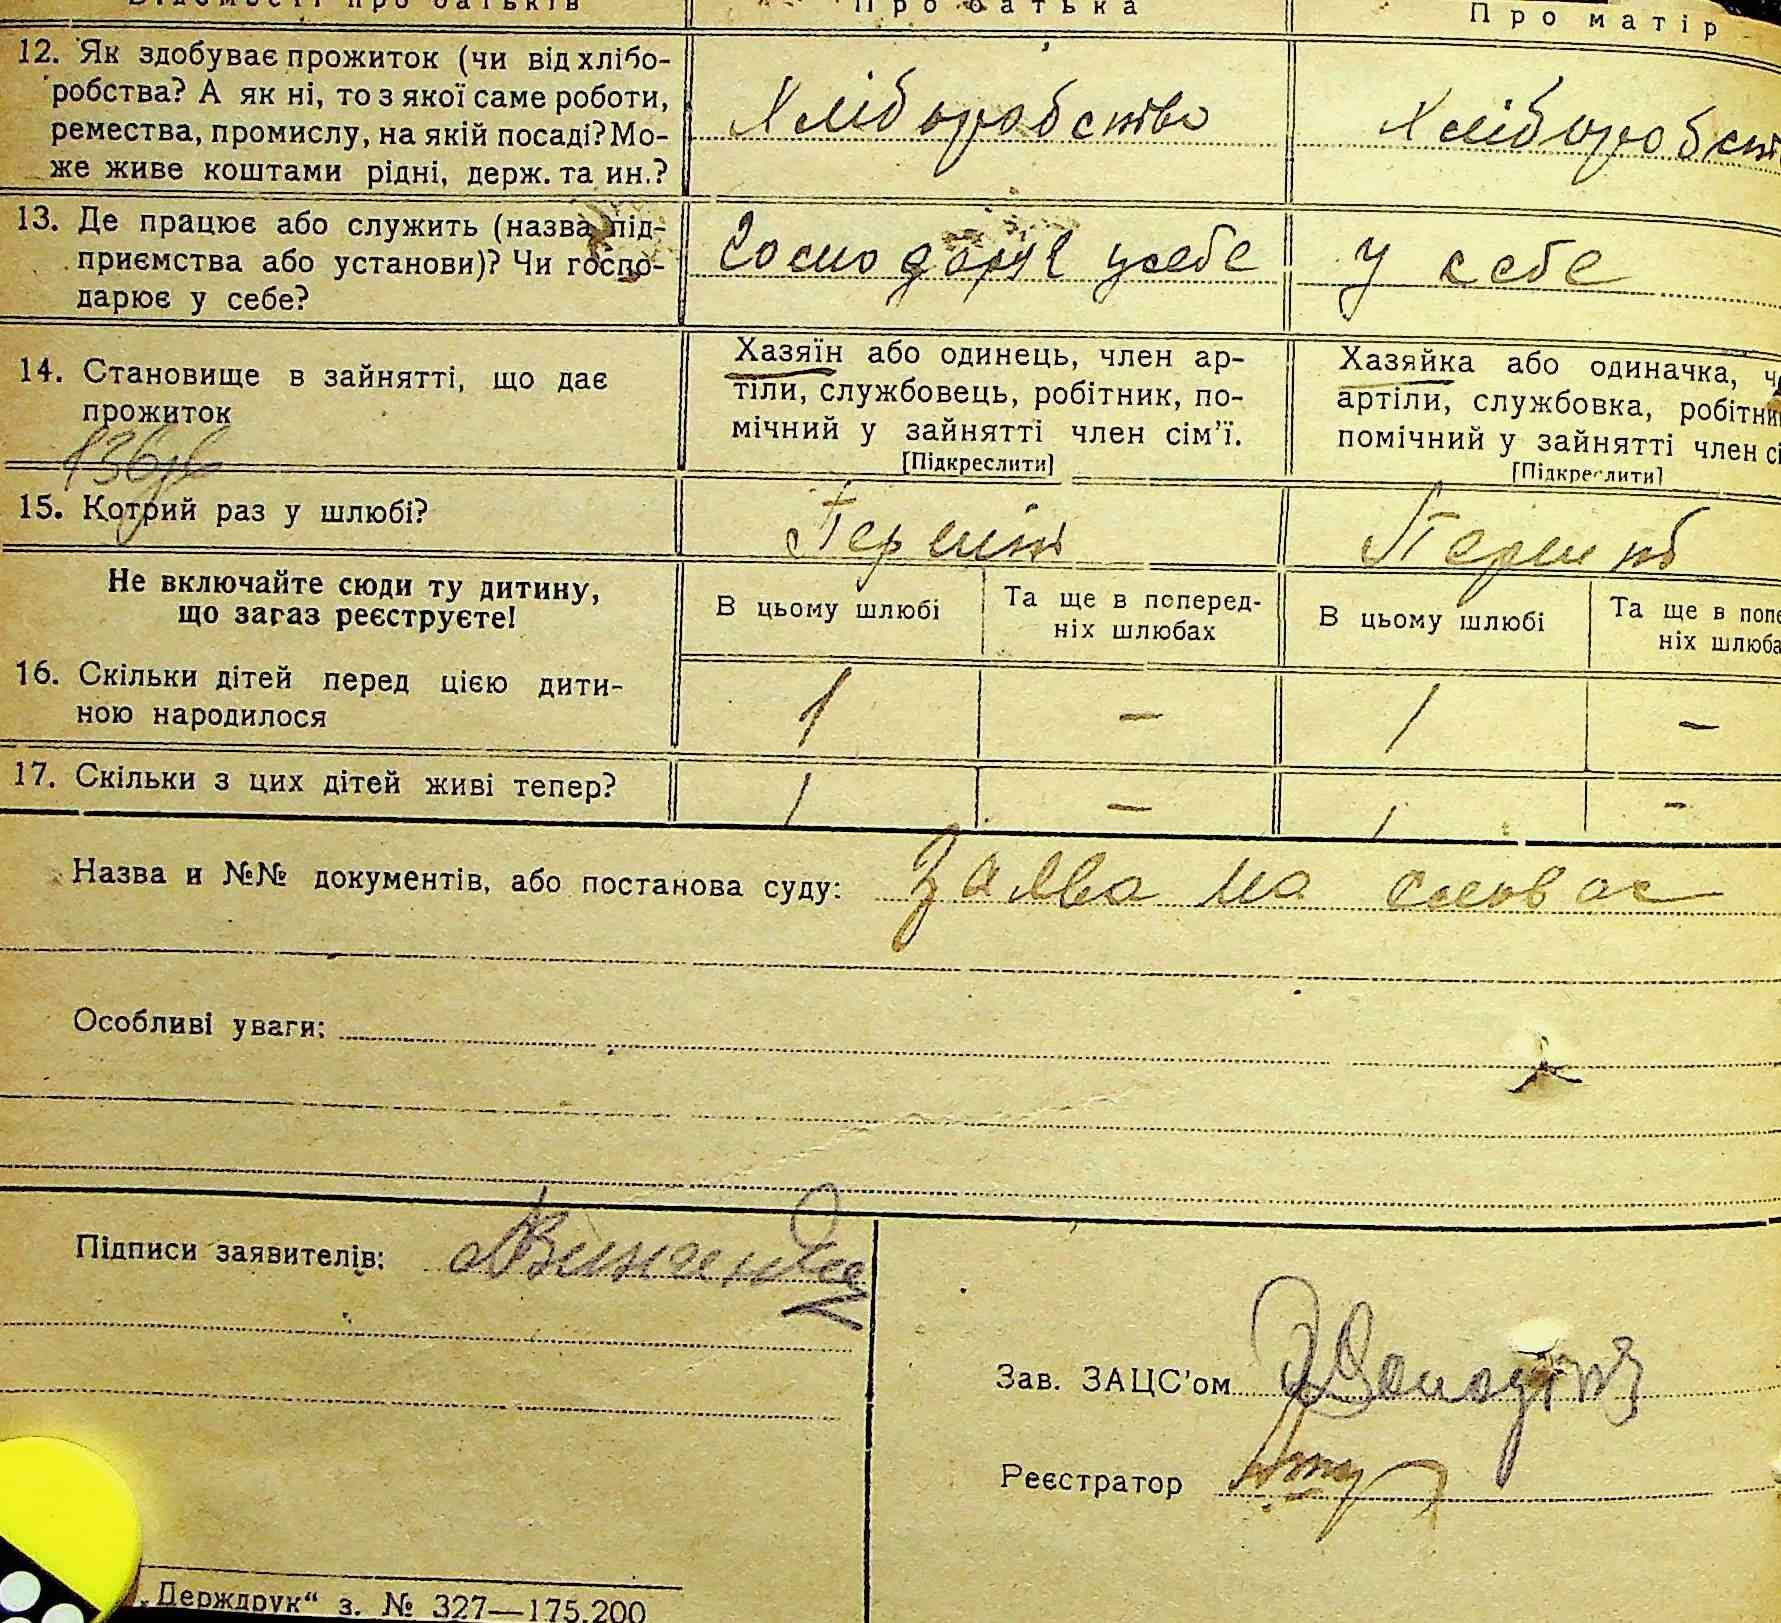 Відомості про батьків Про батька Про матір
12. Як здобуває прожиток (чи від хлібо-
робства? А як ні, то з якої саме роботи,
ремества, промислу, на якій посаді? Мо-
же живе коштами рідні, держ. та ин.?
Хліборобство Хліборобст
13. Де працює або служить (назва під-
приємства або установи)? Чи госпо-
дарює у себе?
Господарює у себе у себе
14. Становище в зайнятті, що дає
прожиток
Хазяїн або одинець, член ар-
тіли, службовець, робітник, по-
мічний у зайнятті член сім'ї.
[Підкреслити]
Хазяйка або одиначка, ч
артіли, службовка, робітни
помічний у зайнятті член сі
[Підкреслити]
15. Котрий раз у шлюбі? Перший Перший
Не включайте сюди ту дитину,
що зараз реєструєте!
В цьому шлюбі Та ще в поперед-
ніх шлюбах
В цьому шлюбі Та ще в попе
ніх шлюба
16. Скільки дітей перед цією дити-
ною народилося
1 — 1 —
17. Скільки з цих дітей живі тепер? 1 — 1 —
Назва и №№ документів, або постанова суду: Заява на словах
Особливі уваги:
Підписи заявителів:
Зав. ЗАЦС'ом
Реєстратор
„Держдрук“ з. № 327—175.200